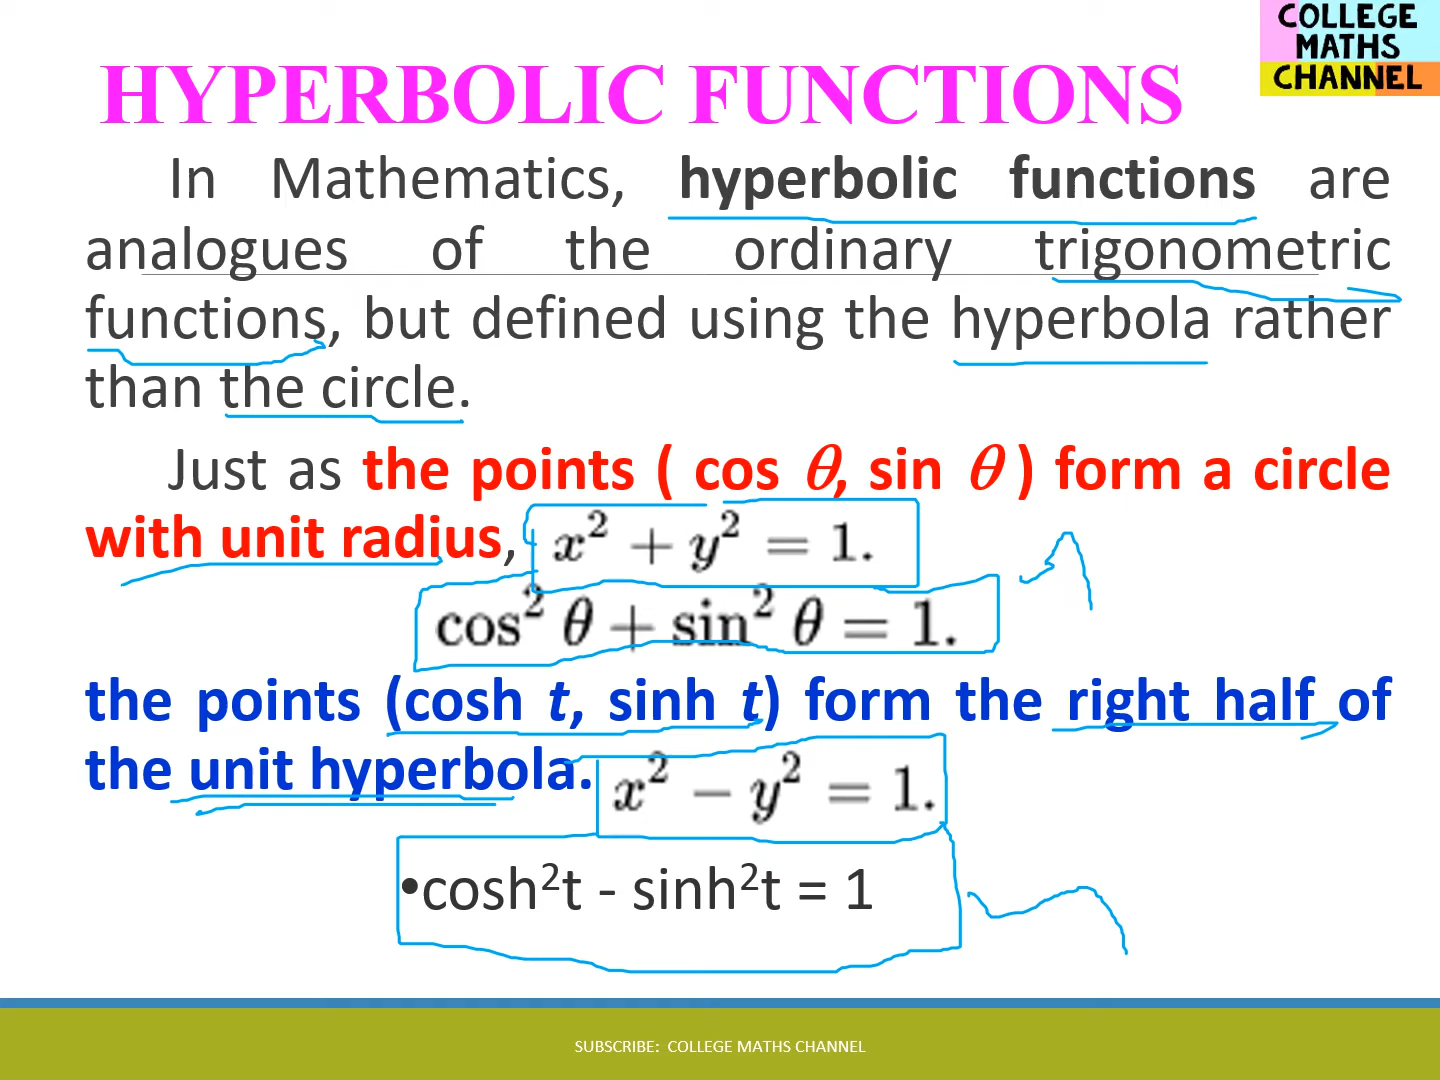 COLLEGE
MATHS
CHANNEL
HYPERBOLIC FUNCTIONS
In Mathematics, hyperbolic functions are
analogues of the ordinary trigonometric
functions, but defined using the hyperbola rather
than the circle.
Just as the points ( cos θ, sin θ ) form a circle
with unit radius, x² + y² = 1.
cos² θ + sin² θ = 1.
the points (cosh t, sinh t) form the right half of
the unit hyperbola. x² − y² = 1.
•cosh²t - sinh²t = 1
SUBSCRIBE: COLLEGE MATHS CHANNEL